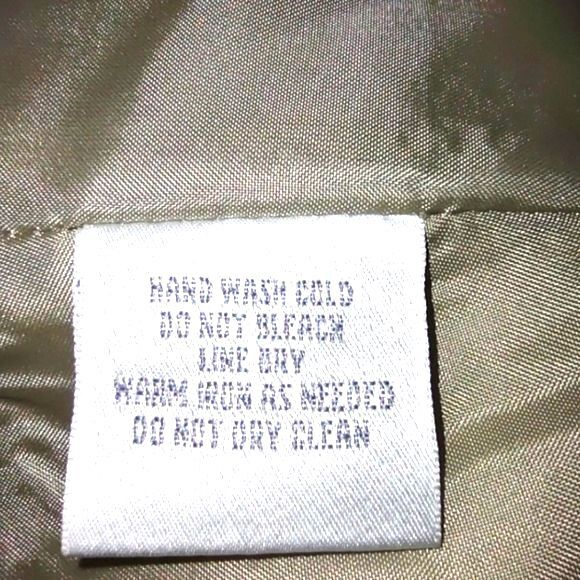 HAND WASH COLD
DO NOT BLEACH
LINE DRY
WARM IRON AS NEEDED
DO NOT DRY CLEAN